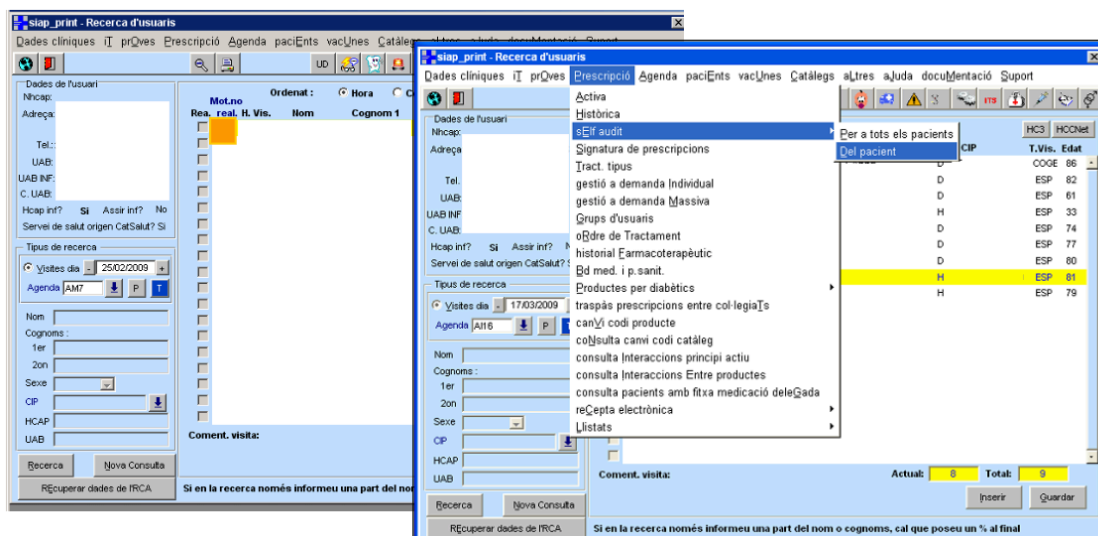 siap_print - Recerca d'usuaris
Dades clíniques iT prOves Prescripció Agenda paciEnts vacUnes Catàlegs aLtres aJuda docuMentació Suport
UD
Dades de l'usuari
Nhcap:
Adreça:
Tel.:
UAB:
UAB INF:
C. UAB:
Hcap inf? Si Assir inf? No
Servei de salut origen CatSalut? Si
Ordenat : Hora C
Mot.no
Rea. real. H. Vis. Nom Cognom 1
Tipus de recerca
Visites dia - 25/02/2009 +
Agenda AM7 P T
Nom
Cognoms :
1er
2on
Sexe
CIP
HCAP
UAB
Coment. visita:
Recerca Nova Consulta
REcuperar dades de l'RCA
Si en la recerca només informeu una part del no
siap_print - Recerca d'usuaris
Dades clíniques iT prOves Prescripció Agenda paciEnts vacUnes Catàlegs aLtres aJuda docuMentació Suport
ITS
Dades de l'usuari
Nhcap:
Adreça
Tel.
UAB:
UAB INF
C. UAB:
Hcap inf? Si Assir inf? N
Servei de salut origen CatSalut?
Tipus de recerca
Visites dia - 17/03/2009
Agenda AI16 P T
Nom
Cognoms :
1er
2on
Sexe
CIP
HCAP
UAB
Recerca Nova Consulta
REcuperar dades de l'RCA
Activa
Històrica
sElf audit
Signatura de prescripcions
Tract. tipus
gestió a demanda Individual
gestió a demanda Massiva
Grups d'usuaris
oRdre de Tractament
historial Farmacoterapèutic
Bd med. i p.sanit.
Productes per diabètics
traspàs prescripcions entre col·legiaTs
canVi codi producte
coNsulta canvi codi catàleg
consulta Interaccions principi actiu
consulta Interaccions Entre productes
consulta pacients amb fitxa medicació deleGada
reCepta electrònica
Llistats
Per a tots els pacients
Del pacient
HC3 HCCNet
CIP T.Vis. Edat
D COGE 86
D ESP 82
D ESP 61
H ESP 33
D ESP 74
D ESP 77
D ESP 80
H ESP 81
H ESP 79
Coment. visita: Actual: 8 Total: 9
Inserir Guardar
Si en la recerca només informeu una part del nom o cognoms, cal que poseu un % al final